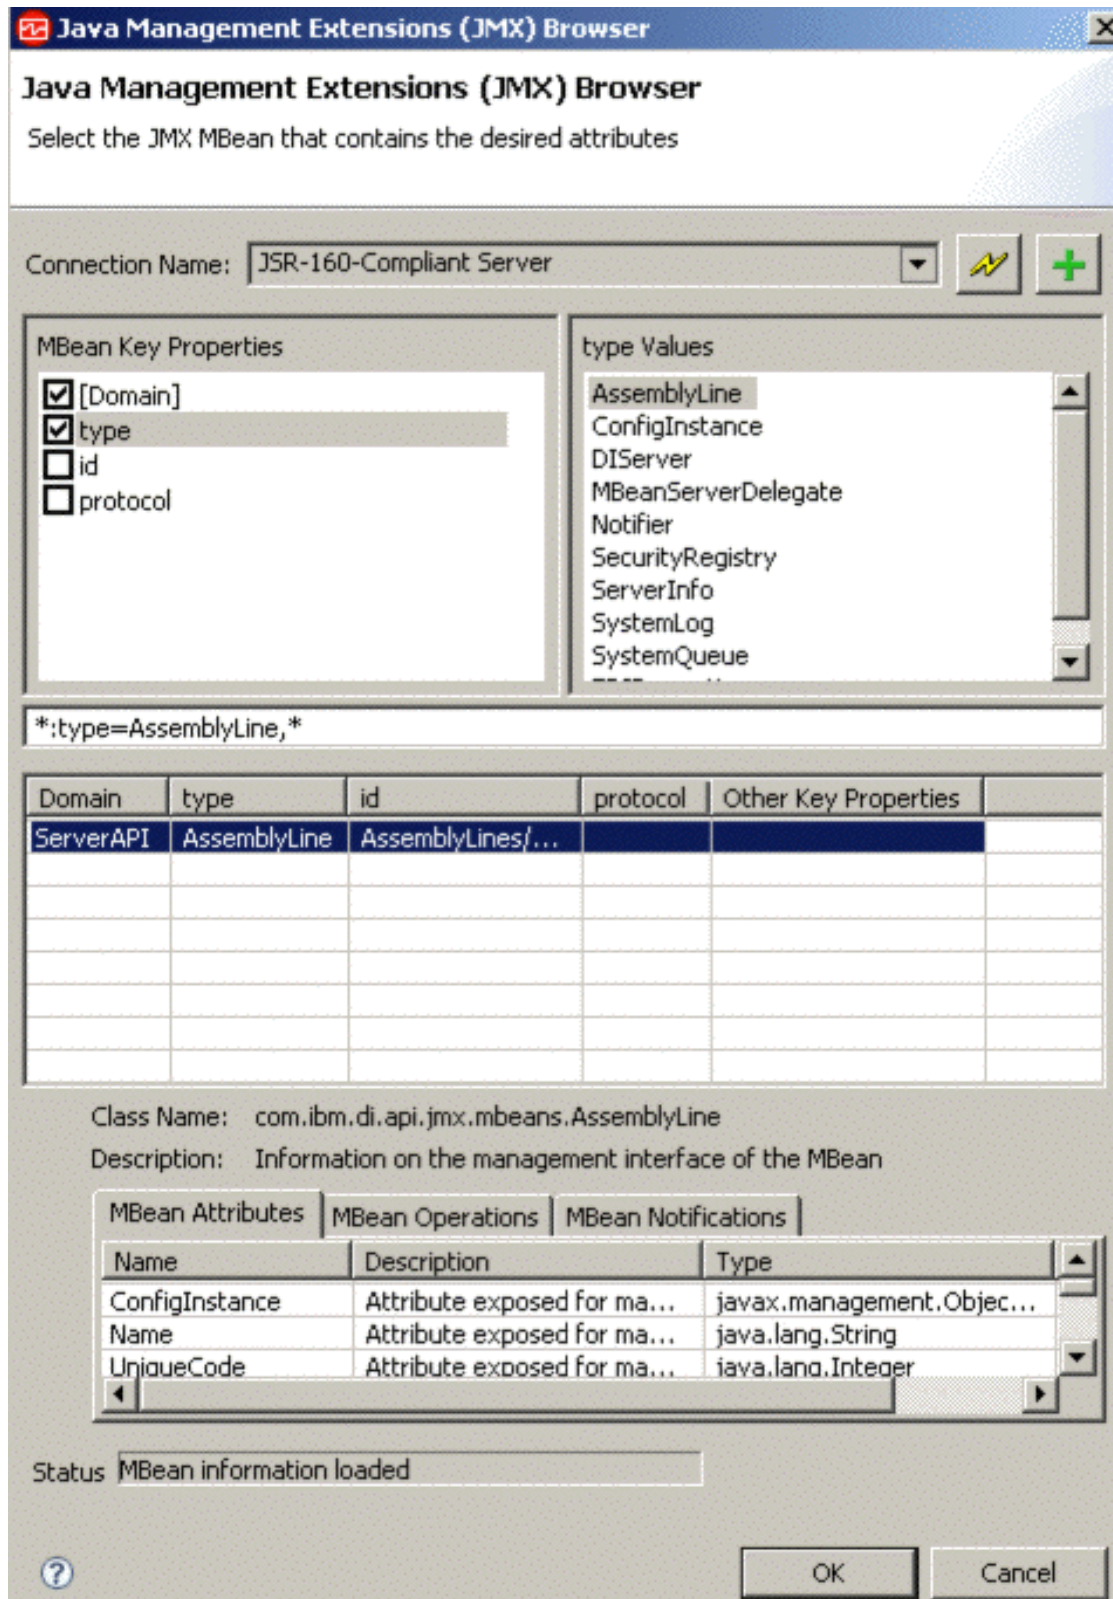 Java Management Extensions (JMX) Browser
Java Management Extensions (JMX) Browser
Select the JMX MBean that contains the desired attributes
Connection Name: JSR-160-Compliant Server
MBean Key Properties
[Domain]
type
id
protocol
type Values
AssemblyLine
ConfigInstance
DIServer
MBeanServerDelegate
Notifier
SecurityRegistry
ServerInfo
SystemLog
SystemQueue
*:type=AssemblyLine,*
Domain type id protocol Other Key Properties
ServerAPI AssemblyLine AssemblyLines/...
Class Name: com.ibm.di.api.jmx.mbeans.AssemblyLine
Description: Information on the management interface of the MBean
MBean Attributes MBean Operations MBean Notifications
Name Description Type
ConfigInstance Attribute exposed for ma... javax.management.Objec...
Name Attribute exposed for ma... java.lang.String
UniqueCode Attribute exposed for ma... java.lang.Integer
Status MBean information loaded
? OK Cancel